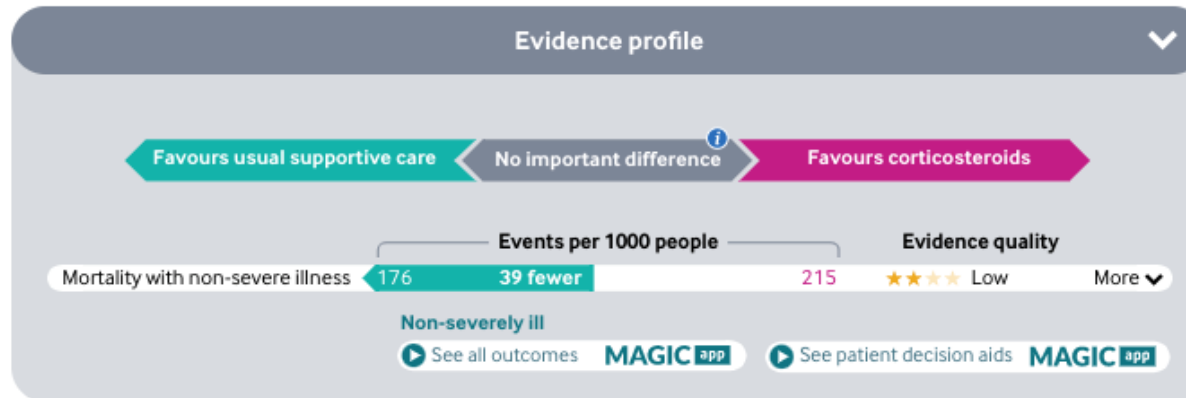 Evidence profile
Favours usual supportive care
No important difference
i
Favours corticosteroids
Events per 1000 people
Evidence quality
Mortality with non-severe illness 176 39 fewer 215 Low More
Non-severely ill
See all outcomes MAGIC app
See patient decision aids MAGIC app